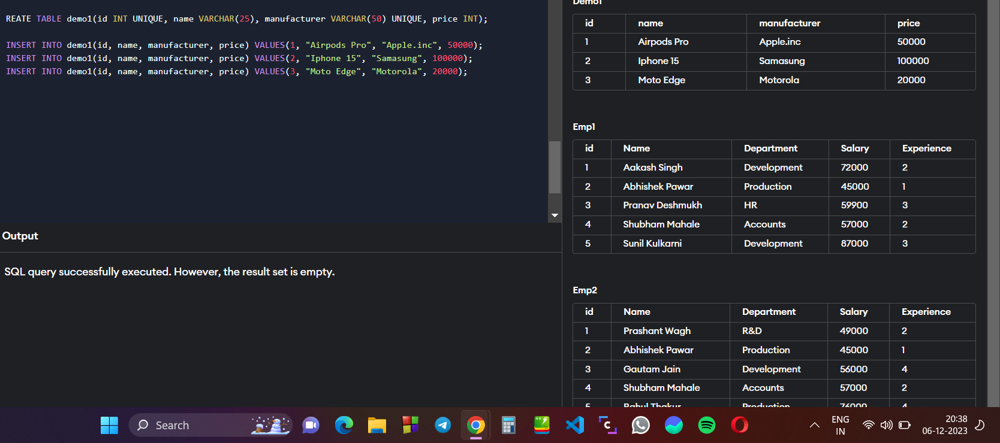 REATE TABLE demo1(id INT UNIQUE, name VARCHAR(25), manufacturer VARCHAR(50) UNIQUE, price INT);
INSERT INTO demo1(id, name, manufacturer, price) VALUES(1, "Airpods Pro", "Apple.inc", 50000);
INSERT INTO demo1(id, name, manufacturer, price) VALUES(2, "Iphone 15", "Samasung", 100000);
INSERT INTO demo1(id, name, manufacturer, price) VALUES(3, "Moto Edge", "Motorola", 20000);
Output
SQL query successfully executed. However, the result set is empty.
Demo1
id name manufacturer price
1 Airpods Pro Apple.inc 50000
2 Iphone 15 Samasung 100000
3 Moto Edge Motorola 20000
Emp1
id Name Department Salary Experience
1 Aakash Singh Development 72000 2
2 Abhishek Pawar Production 45000 1
3 Pranav Deshmukh HR 59900 3
4 Shubham Mahale Accounts 57000 2
5 Sunil Kulkarni Development 87000 3
Emp2
id Name Department Salary Experience
1 Prashant Wagh R&D 49000 2
2 Abhishek Pawar Production 45000 1
3 Gautam Jain Development 56000 4
4 Shubham Mahale Accounts 57000 2
5 Rahul Thakur Production 76000 4
Search
ENG
IN
20:38
06-12-2023